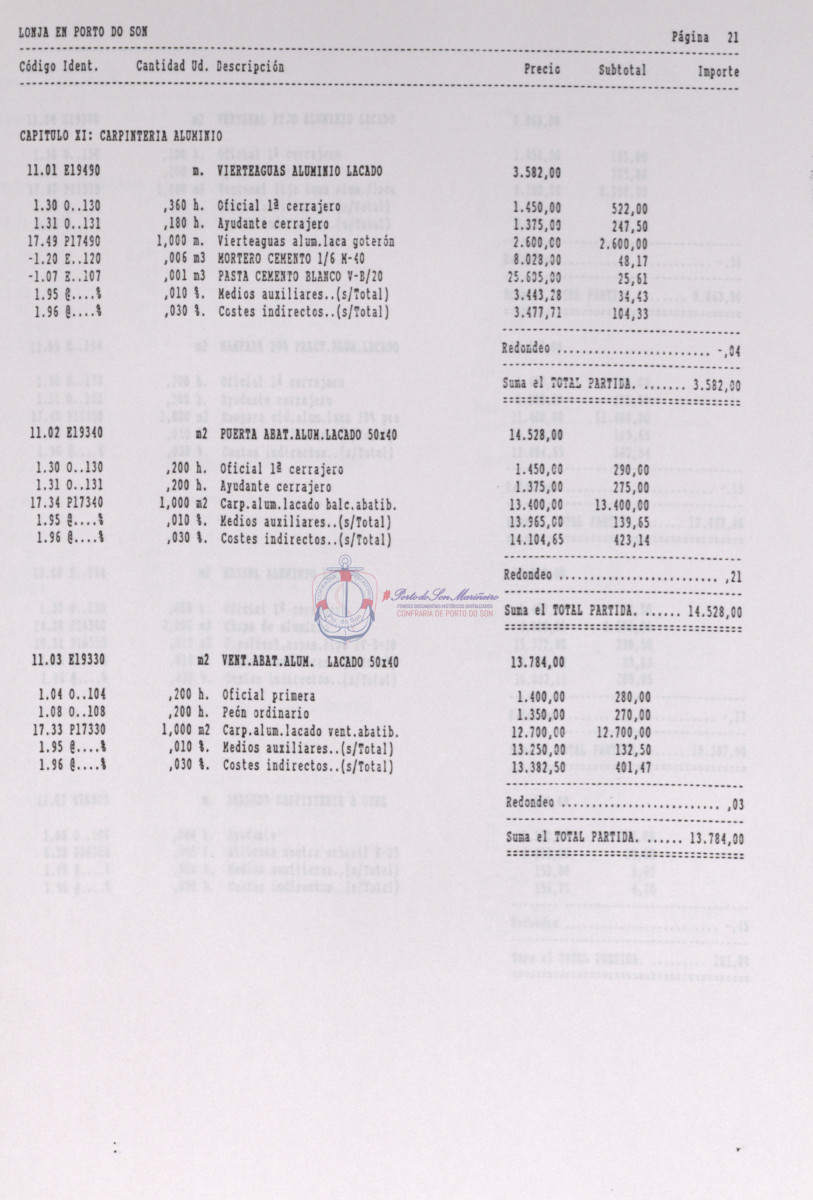 LONJA EN PORTO DO SON Página 21
Código Ident. Cantidad Ud. Descripción Precio Subtotal Importe
CAPITULO XI: CARPINTERIA ALUMINIO
11.01 E19490 m. VIERTEAGUAS ALUMINIO LACADO 3.582,00
1.30 O..130 ,360 h. Oficial 1ª cerrajero 1.450,00 522,00
1.31 O..131 ,180 h. Ayudante cerrajero 1.375,00 247,50
17.49 P17490 1,000 m. Vierteaguas alum.laca goterón 2.600,00 2.600,00
-1.20 E..120 ,006 m3 MORTERO CEMENTO 1/6 M-40 8.028,00 48,17
-1.07 E..107 ,001 m3 PASTA CEMENTO BLANCO V-B/20 25.605,00 25,61
1.95 @....% ,010 %. Medios auxiliares..(s/Total) 3.443,28 34,43
1.96 @....% ,030 %. Costes indirectos..(s/Total) 3.477,71 104,33
Redondeo ........................ -,04
Suma el TOTAL PARTIDA. ....... 3.582,00
11.02 E19340 m2 PUERTA ABAT.ALUM.LACADO 50x40 14.528,00
1.30 O..130 ,200 h. Oficial 1ª cerrajero 1.450,00 290,00
1.31 O..131 ,200 h. Ayudante cerrajero 1.375,00 275,00
17.34 P17340 1,000 m2 Carp.alum.lacado balc.abatib. 13.400,00 13.400,00
1.95 @....% ,010 %. Medios auxiliares..(s/Total) 13.965,00 139,65
1.96 @....% ,030 %. Costes indirectos..(s/Total) 14.104,65 423,14
Redondeo ......................... ,21
#PortodoSonMariñeiro
FONDOS DOCUMENTAIS HISTÓRICOS DIXITALIZADOS
CONFRARÍA DE PORTO DO SON
Suma el TOTAL PARTIDA. ...... 14.528,00
11.03 E19330 m2 VENT.ABAT.ALUM. LACADO 50x40 13.784,00
1.04 O..104 ,200 h. Oficial primera 1.400,00 280,00
1.08 O..108 ,200 h. Peón ordinario 1.350,00 270,00
17.33 P17330 1,000 m2 Carp.alum.lacado vent.abatib. 12.700,00 12.700,00
1.95 @....% ,010 %. Medios auxiliares..(s/Total) 13.250,00 132,50
1.96 @....% ,030 %. Costes indirectos..(s/Total) 13.382,50 401,47
Redondeo ......................... ,03
Suma el TOTAL PARTIDA. ...... 13.784,00